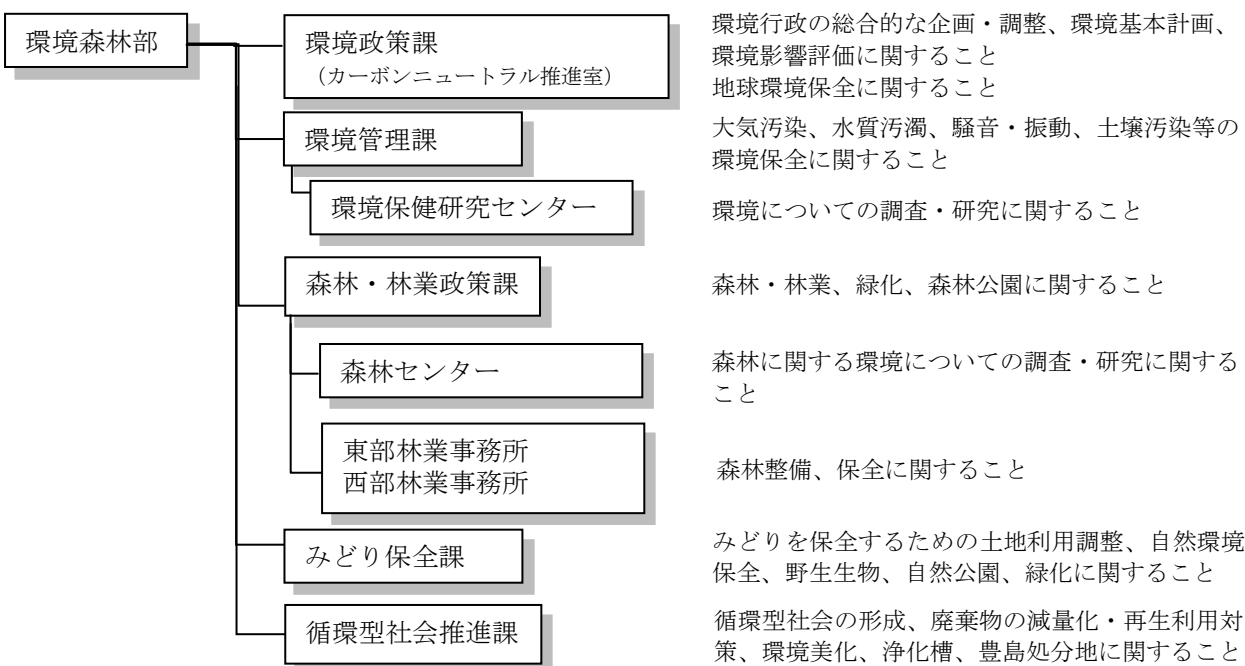 環境森林部
環境政策課
(カーボンニュートラル推進室)
環境行政の総合的な企画・調整、環境基本計画、
環境影響評価に関すること
地球環境保全に関すること
環境管理課
大気汚染、水質汚濁、騒音・振動、土壌汚染等の
環境保全に関すること
環境保健研究センター
環境についての調査・研究に関すること
森林・林業政策課
森林・林業、緑化、森林公園に関すること
森林センター
森林に関する環境についての調査・研究に関する
こと
東部林業事務所
西部林業事務所
森林整備、保全に関すること
みどり保全課
みどりを保全するための土地利用調整、自然環境
保全、野生生物、自然公園、緑化に関すること
循環型社会推進課
循環型社会の形成、廃棄物の減量化・再生利用対
策、環境美化、浄化槽、豊島処分地に関すること